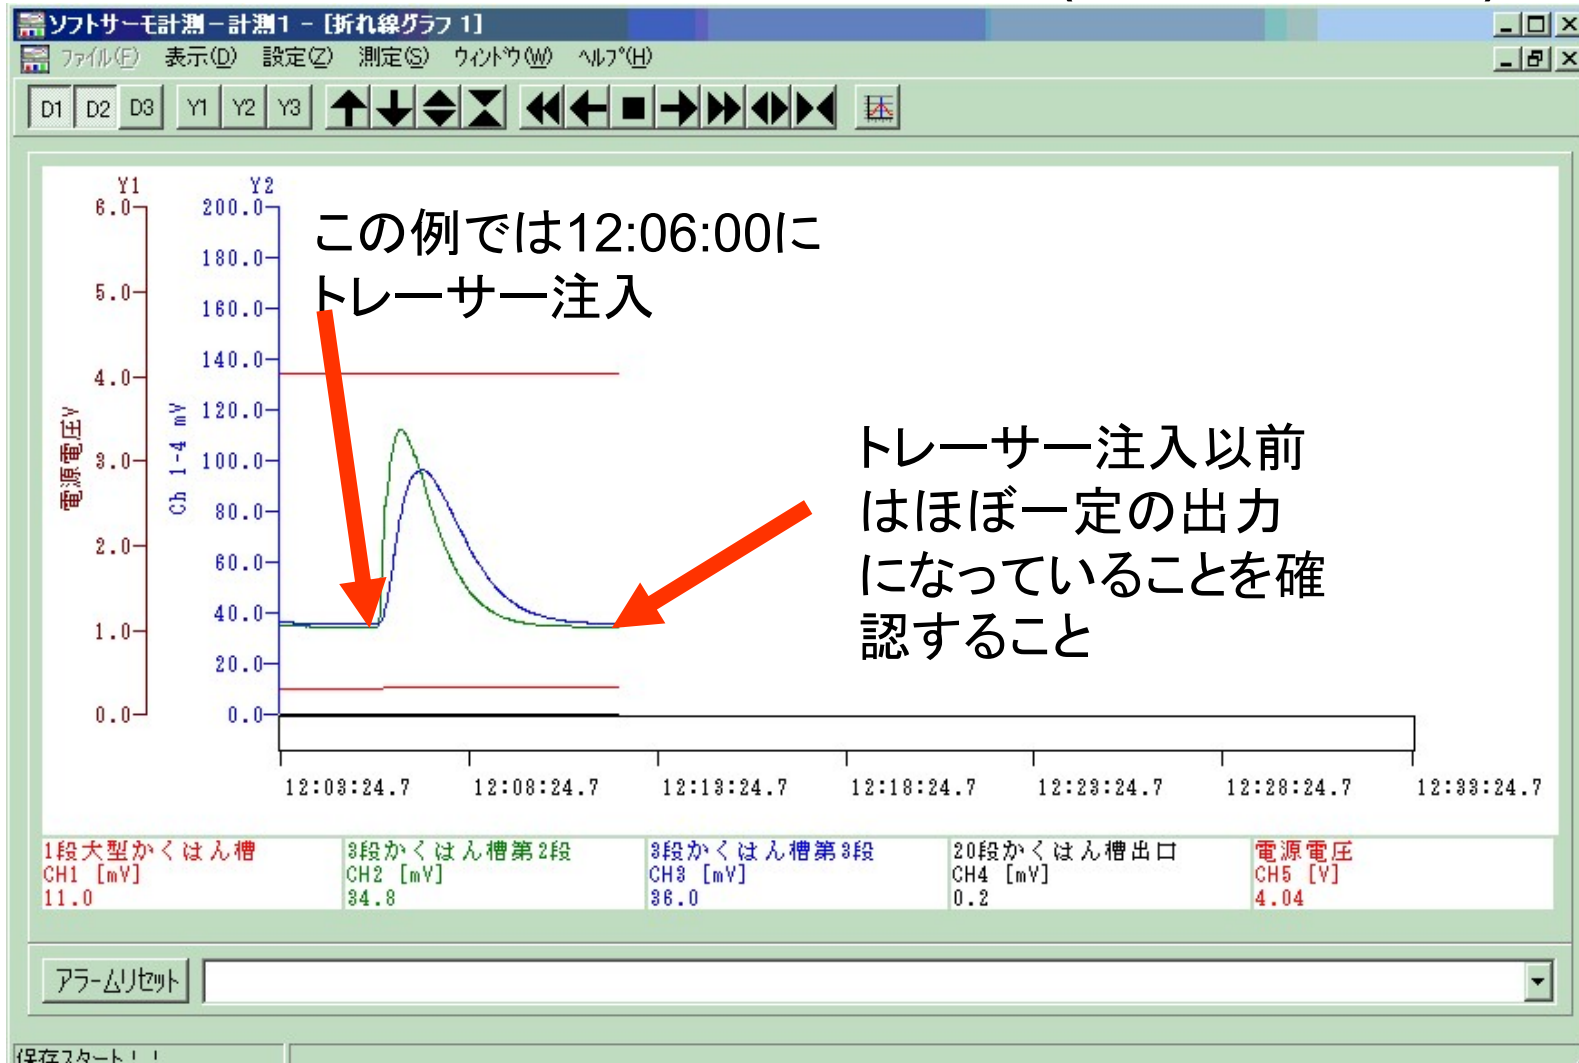 ソフトサーモ計測－計測1 － [折れ線グラフ 1]
ファイル(F) 表示(D) 設定(Z) 測定(S) ウィンドウ(W) ヘルプ(H)
D1 D2 D3 Y1 Y2 Y3
Y1 Y2
6.0 200.0
180.0
5.0
160.0
140.0
4.0
120.0
3.0 100.0
80.0
2.0
60.0
40.0
1.0
20.0
0.0 0.0
電源電圧V
Ch 1-4 mV
この例では12:06:00に
トレーサー注入
トレーサー注入以前
はほぼ一定の出力
になっていることを確
認すること
12:03:24.7 12:08:24.7 12:13:24.7 12:18:24.7 12:23:24.7 12:28:24.7 12:33:24.7
1段大型かくはん槽 3段かくはん槽第2段 3段かくはん槽第3段 20段かくはん槽出口 電源電圧
CH1 [mV] CH2 [mV] CH3 [mV] CH4 [mV] CH5 [V]
11.0 34.8 36.0 0.2 4.04
アラームリセット
保存スタート！！